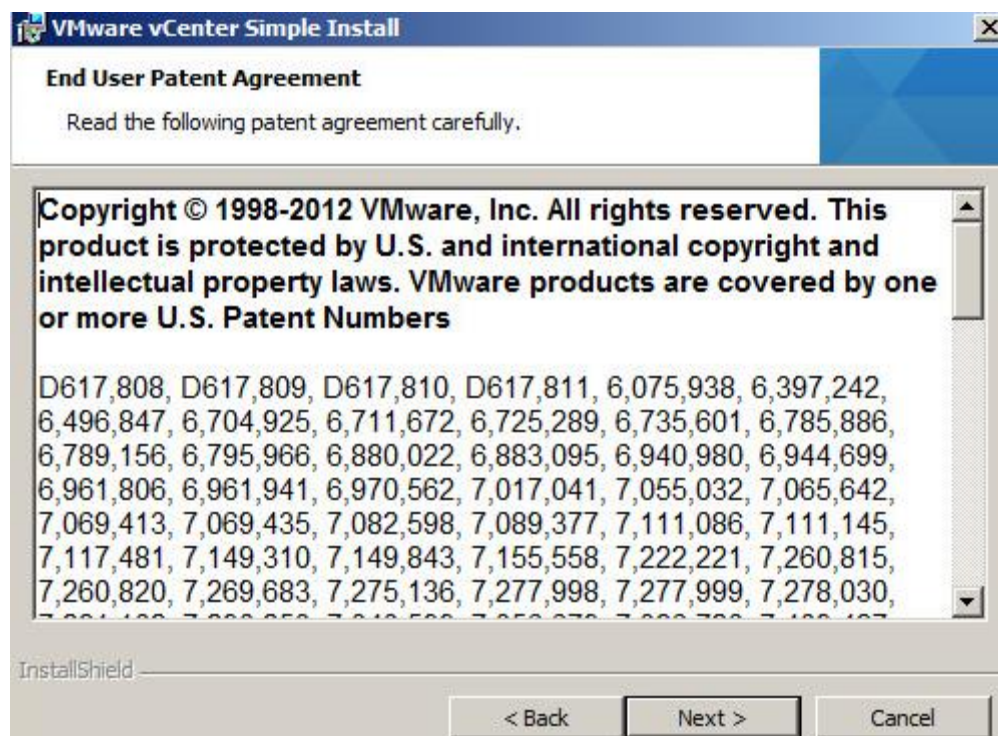 VMware vCenter Simple Install
End User Patent Agreement
Read the following patent agreement carefully.
Copyright © 1998-2012 VMware, Inc. All rights reserved. This
product is protected by U.S. and international copyright and
intellectual property laws. VMware products are covered by one
or more U.S. Patent Numbers
D617,808, D617,809, D617,810, D617,811, 6,075,938, 6,397,242,
6,496,847, 6,704,925, 6,711,672, 6,725,289, 6,735,601, 6,785,886,
6,789,156, 6,795,966, 6,880,022, 6,883,095, 6,940,980, 6,944,699,
6,961,806, 6,961,941, 6,970,562, 7,017,041, 7,055,032, 7,065,642,
7,069,413, 7,069,435, 7,082,598, 7,089,377, 7,111,086, 7,111,145,
7,117,481, 7,149,310, 7,149,843, 7,155,558, 7,222,221, 7,260,815,
7,260,820, 7,269,683, 7,275,136, 7,277,998, 7,277,999, 7,278,030,
InstallShield
< Back Next > Cancel